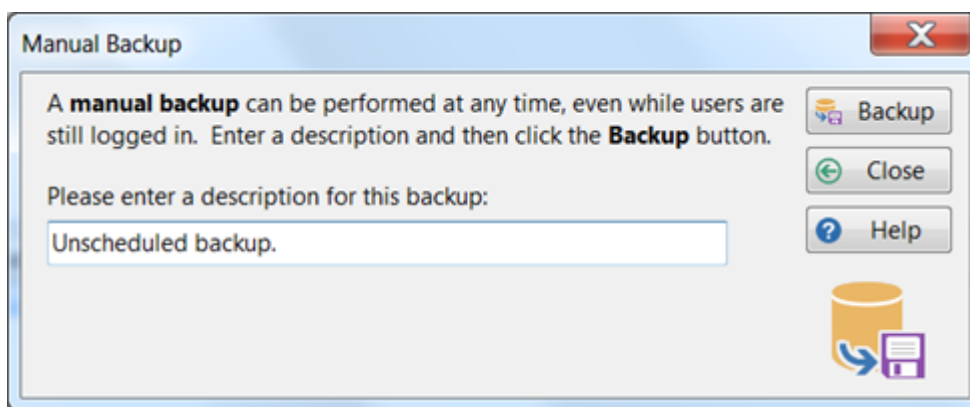 Manual Backup
A manual backup can be performed at any time, even while users are
still logged in.  Enter a description and then click the Backup button.
Please enter a description for this backup:
Unscheduled backup.
Backup
Close
Help